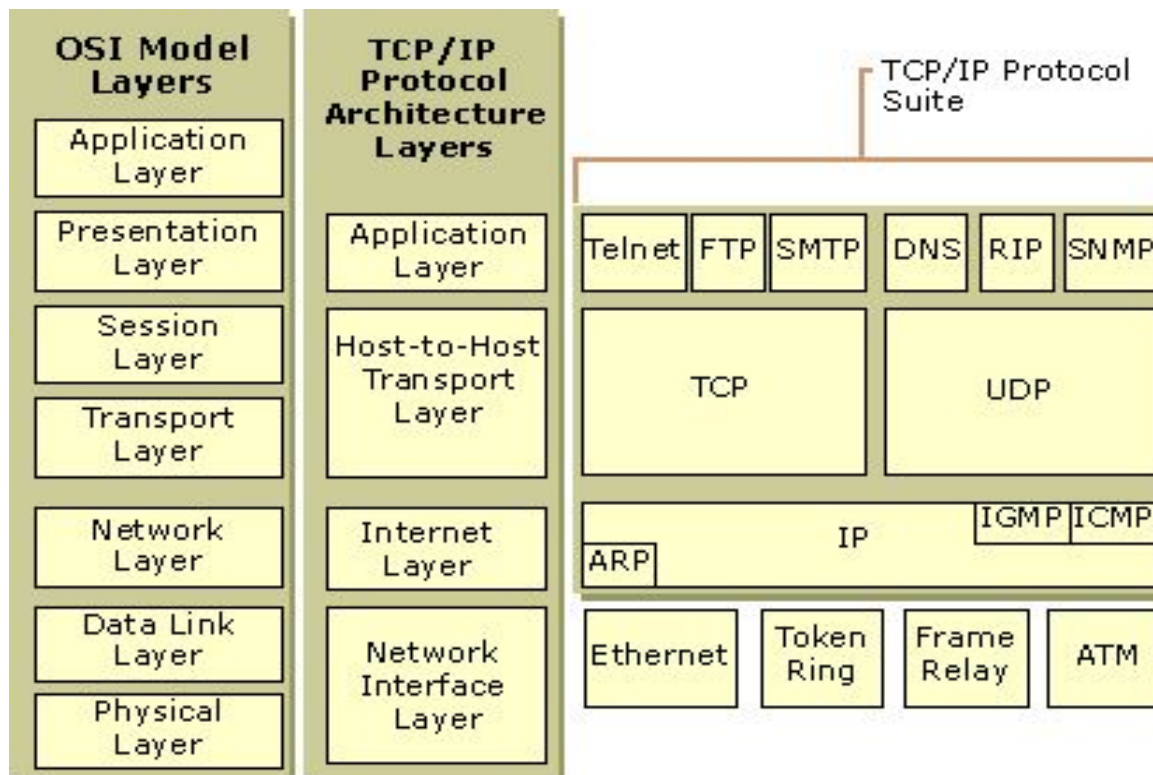 OSI Model
Layers
Application
Layer
Presentation
Layer
Session
Layer
Transport
Layer
Network
Layer
Data Link
Layer
Physical
Layer
TCP/IP
Protocol
Architecture
Layers
Application
Layer
Host-to-Host
Transport
Layer
Internet
Layer
Network
Interface
Layer
TCP/IP Protocol
Suite
Telnet FTP SMTP DNS RIP SNMP
TCP UDP
IGMP ICMP
IP
ARP
Ethernet
Token
Ring
Frame
Relay
ATM